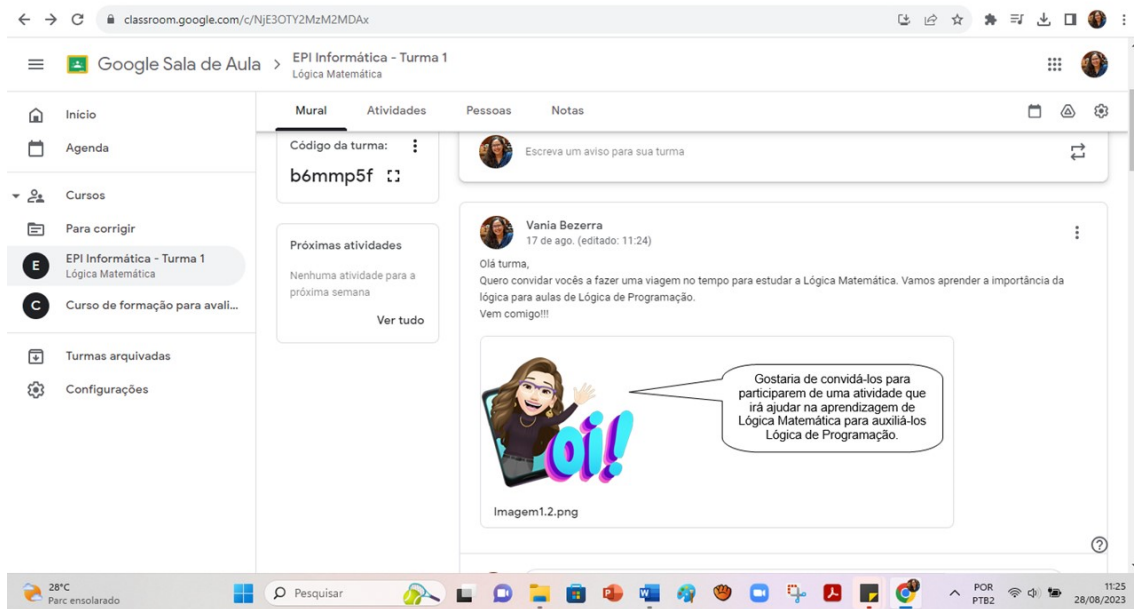 classroom.google.com/c/NjE3OTY2MzM2MDAx
Google Sala de Aula
EPI Informática - Turma 1
Lógica Matemática
Início
Agenda
Cursos
Para corrigir
E
EPI Informática - Turma 1
Lógica Matemática
C
Curso de formação para avali...
Turmas arquivadas
Configurações
Mural Atividades Pessoas Notas
Código da turma:
b6mmp5f
Próximas atividades
Nenhuma atividade para a
próxima semana
Ver tudo
Escreva um aviso para sua turma
Vania Bezerra
17 de ago. (editado: 11:24)
Olá turma,
Quero convidar vocês a fazer uma viagem no tempo para estudar a Lógica Matemática. Vamos aprender a importância da
lógica para aulas de Lógica de Programação.
Vem comigo!!!
oi!
Gostaria de convidá-los para
participarem de uma atividade que
irá ajudar na aprendizagem de
Lógica Matemática para auxiliá-los
Lógica de Programação.
Imagem1.2.png
28°C
Parc ensolarado
Pesquisar
POR
PTB2
11:25
28/08/2023